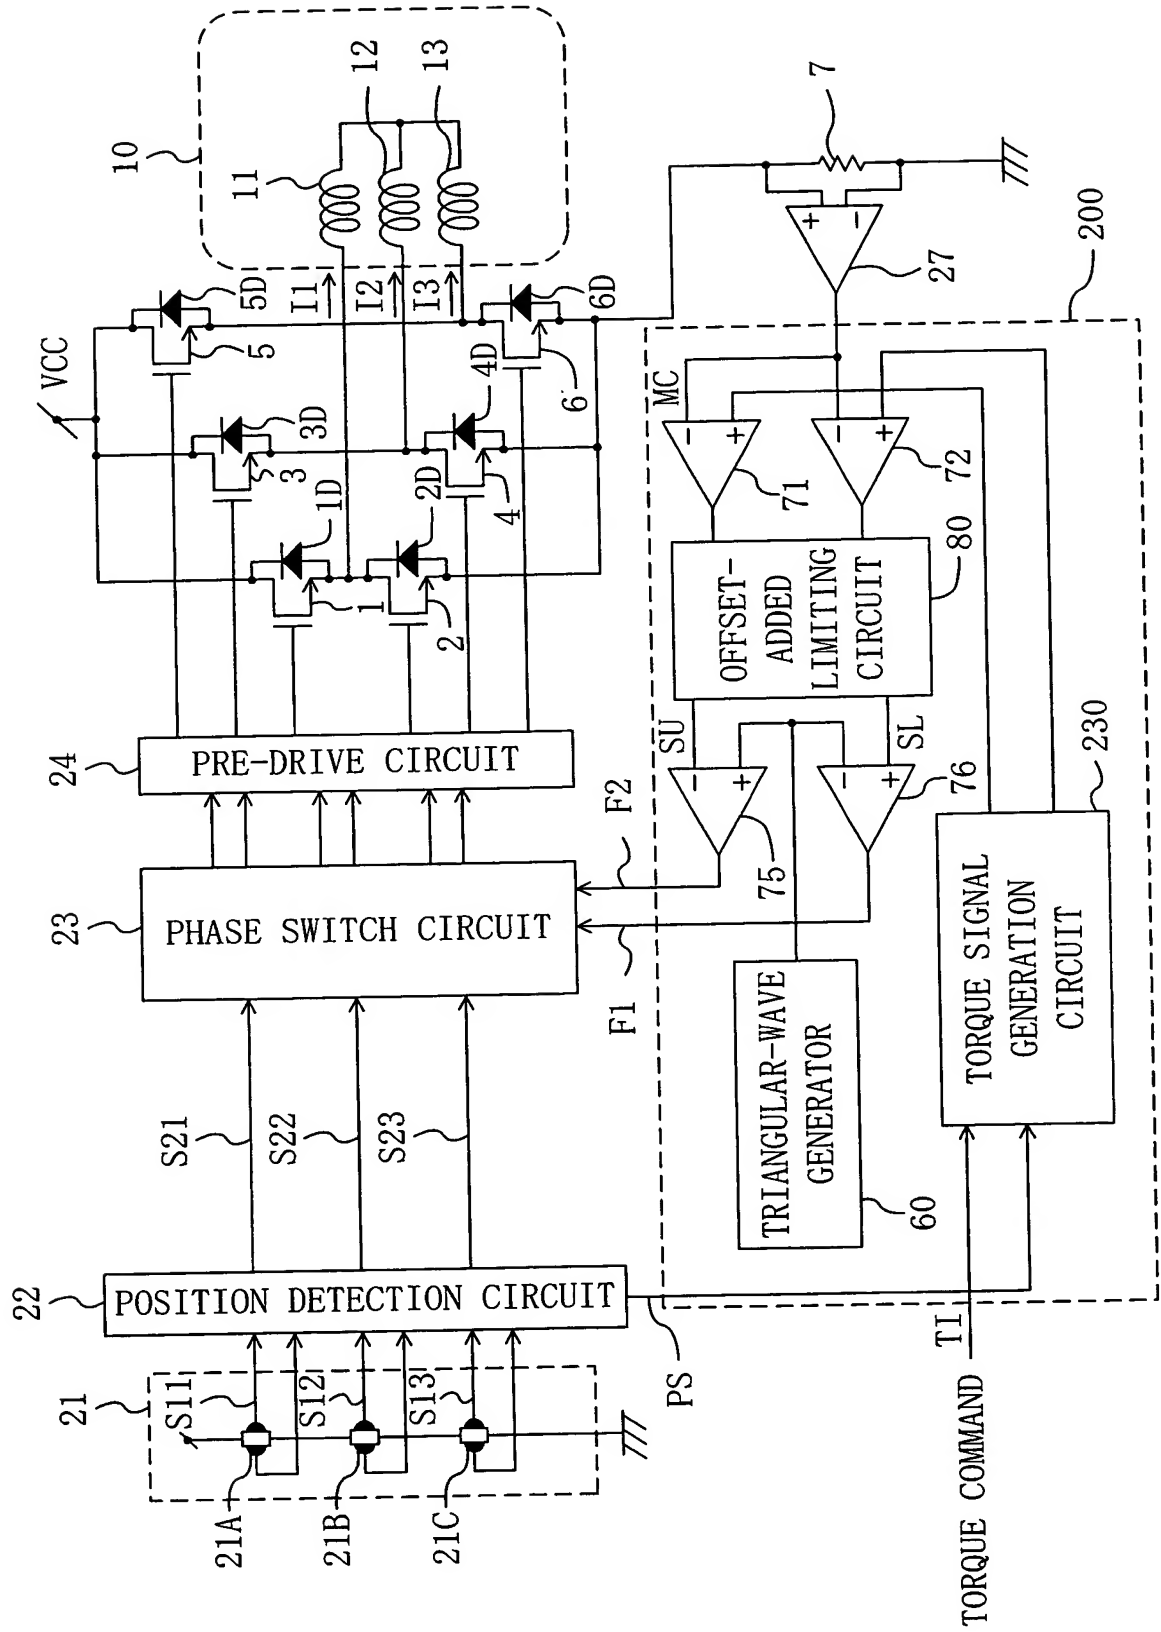 VCC
10
11
12
13
5D
5
3D
3
1D
1
I1
I2
I3
6D
6
4D
4
2D
2
7
27
24
PRE-DRIVE CIRCUIT
23
PHASE SWITCH CIRCUIT
F2
F1
S21
S22
S23
22
POSITION DETECTION CIRCUIT
21
S11
S12
S13
21A
21B
21C
PS
200
MC
-
+
71
-
+
72
+
-
OFFSET-
ADDED
LIMITING
CIRCUIT
80
SU
SL
-
+
75
-
+
76
TRIANGULAR-WAVE
GENERATOR
60
TORQUE SIGNAL
GENERATION
CIRCUIT
230
TI
TORQUE COMMAND